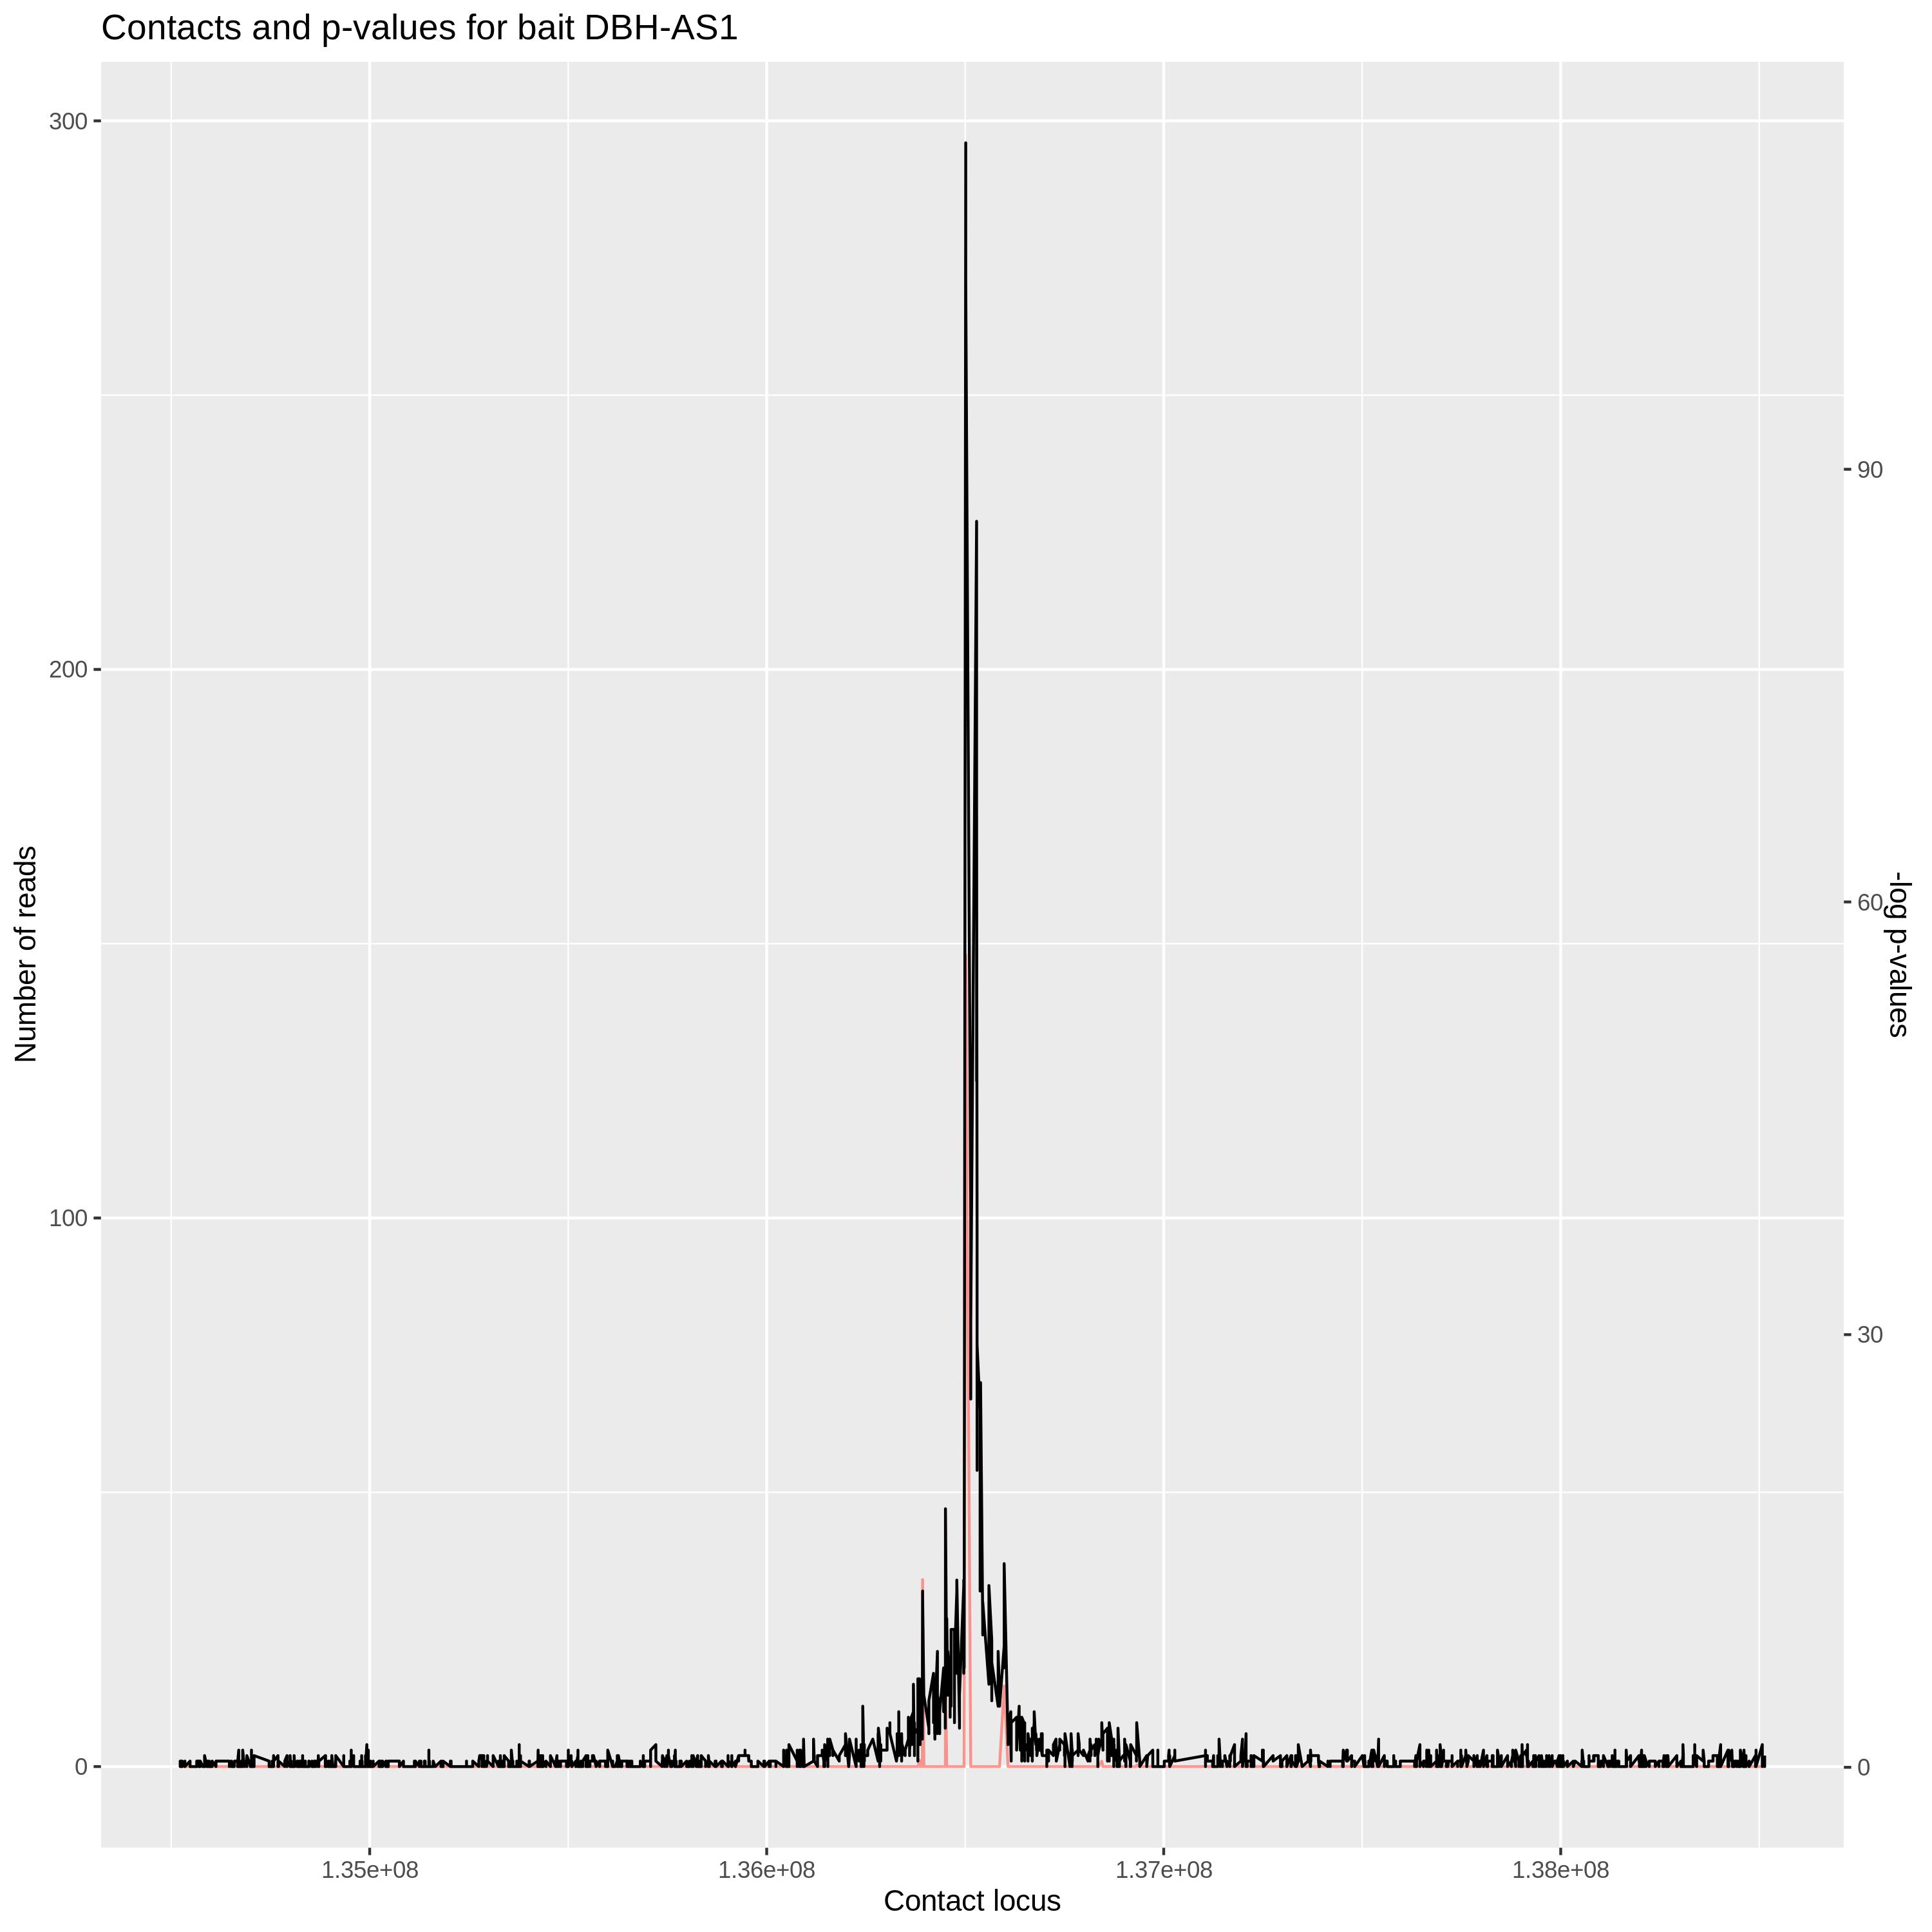 Contacts and p-values for bait DBH-AS1
300
200
100
0
Number of reads
90
60
30
0
-log p-values
1.35e+08
1.36e+08
1.37e+08
1.38e+08
Contact locus